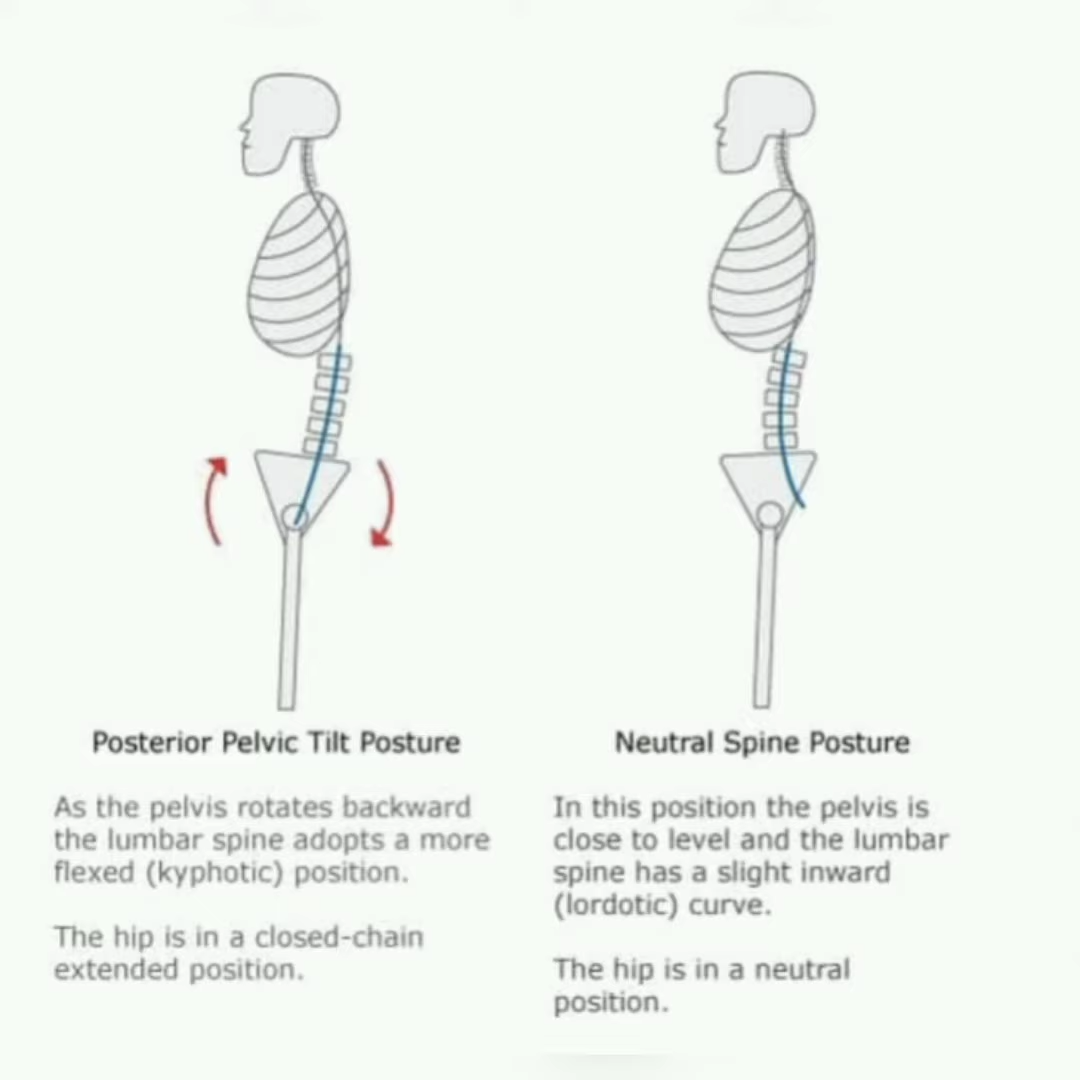 Posterior Pelvic Tilt Posture
As the pelvis rotates backward
the lumbar spine adopts a more
flexed (kyphotic) position.
The hip is in a closed-chain
extended position.
Neutral Spine Posture
In this position the pelvis is
close to level and the lumbar
spine has a slight inward
(lordotic) curve.
The hip is in a neutral
position.